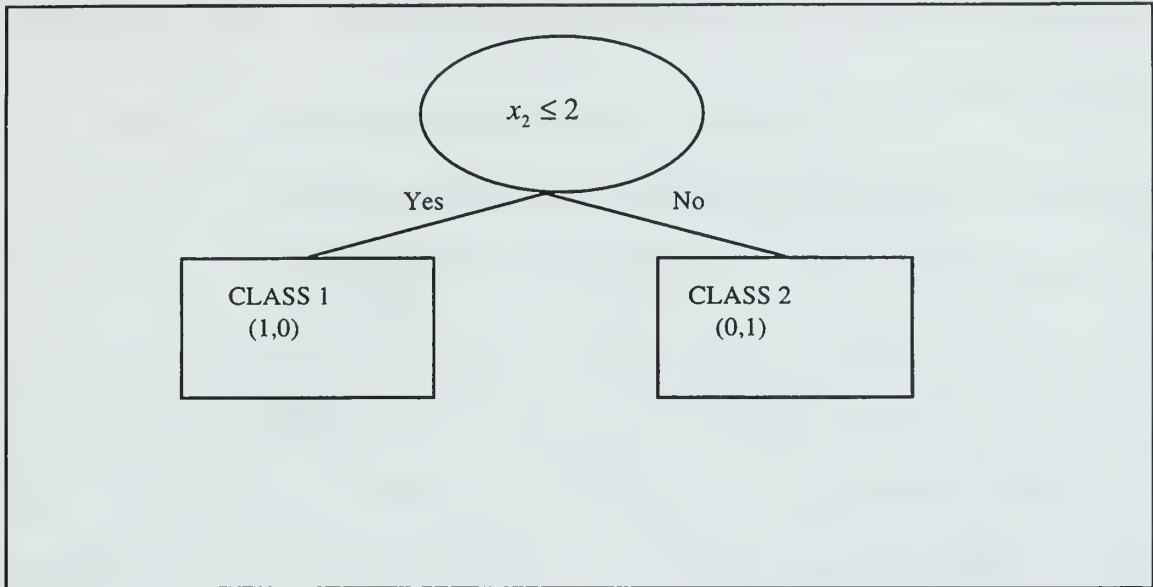 x₂ ≤ 2
Yes
No
CLASS 1
(1,0)
CLASS 2
(0,1)